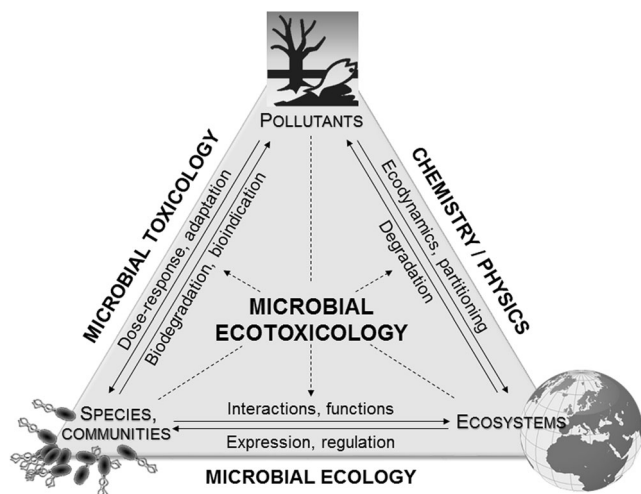 POLLUTANTS
MICROBIAL TOXICOLOGY
Dose-response, adaptation
Biodegradation, bioindication
CHEMISTRY / PHYSICS
Ecodynamics, partitioning
Degradation
MICROBIAL
ECOTOXICOLOGY
SPECIES,
COMMUNITIES
Interactions, functions
Expression, regulation
ECOSYSTEMS
MICROBIAL ECOLOGY